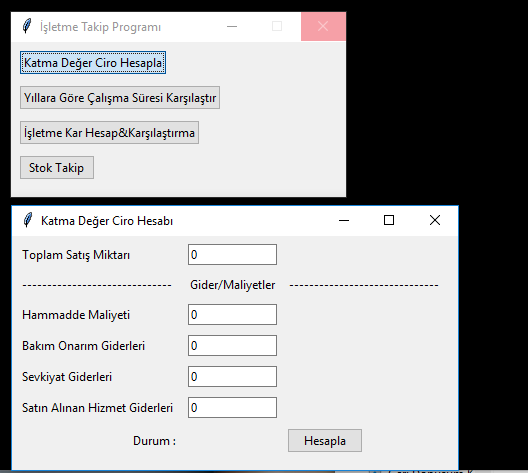 İşletme Takip Programı
Katma Değer Ciro Hesapla
Yıllara Göre Çalışma Süresi Karşılaştır
İşletme Kar Hesap&Karşılaştırma
Stok Takip
Katma Değer Ciro Hesabı
Toplam Satış Miktarı 0
------------------------------ Gider/Maliyetler ------------------------------
Hammadde Maliyeti 0
Bakım Onarım Giderleri 0
Sevkiyat Giderleri 0
Satın Alınan Hizmet Giderleri 0
Durum : Hesapla